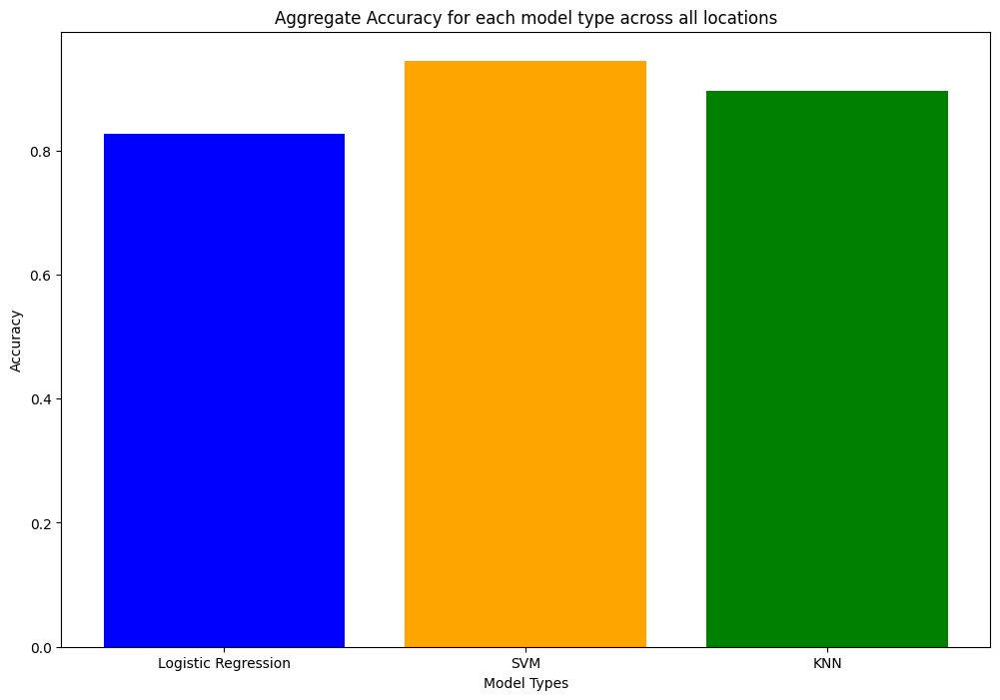 Aggregate Accuracy for each model type across all locations
Accuracy
0.8
0.6
0.4
0.2
0.0
Logistic Regression
SVM
KNN
Model Types